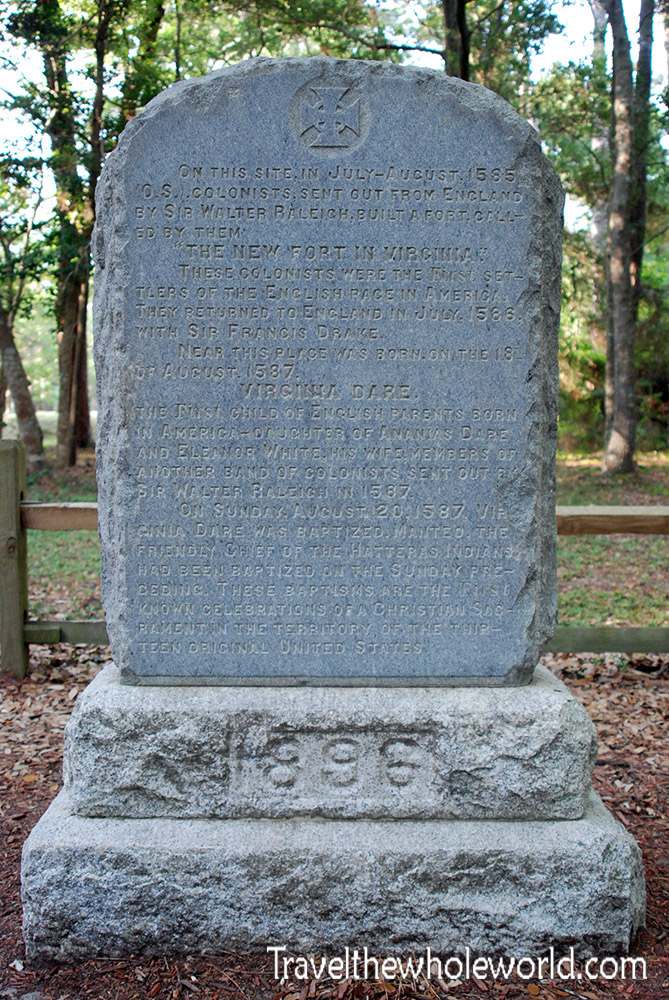 ON THIS SITE, IN JULY–AUGUST, 1585
(O.S.), COLONISTS, SENT OUT FROM ENGLAND
BY SIR WALTER RALEIGH, BUILT A FORT, CALL-
ED BY THEM
"THE NEW FORT IN VIRGINIA."
THESE COLONISTS WERE THE FIRST SET-
TLERS OF THE ENGLISH RACE IN AMERICA.
THEY RETURNED TO ENGLAND IN JULY, 1586,
WITH SIR FRANCIS DRAKE.
NEAR THIS PLACE WAS BORN, ON THE 18
OF AUGUST, 1587,
VIRGINIA DARE,
THE FIRST CHILD OF ENGLISH PARENTS BORN
IN AMERICA–DAUGHTER OF ANANIAS DARE
AND ELEANOR WHITE, HIS WIFE, MEMBERS OF
ANOTHER BAND OF COLONISTS SENT OUT BY
SIR WALTER RALEIGH IN 1587.
ON SUNDAY, AUGUST, 20, 1587, VIR-
GINIA DARE WAS BAPTIZED. MANTEO, THE
FRIENDLY CHIEF OF THE HATTERAS INDIANS
HAD BEEN BAPTIZED ON THE SUNDAY PRE-
CEDING. THESE BAPTISMS ARE THE FIRST
KNOWN CELEBRATIONS OF A CHRISTIAN SAC-
RAMENT IN THE TERRITORY OF THE THIR-
TEEN ORIGINAL UNITED STATES.
1896
Travelthewholeworld.com